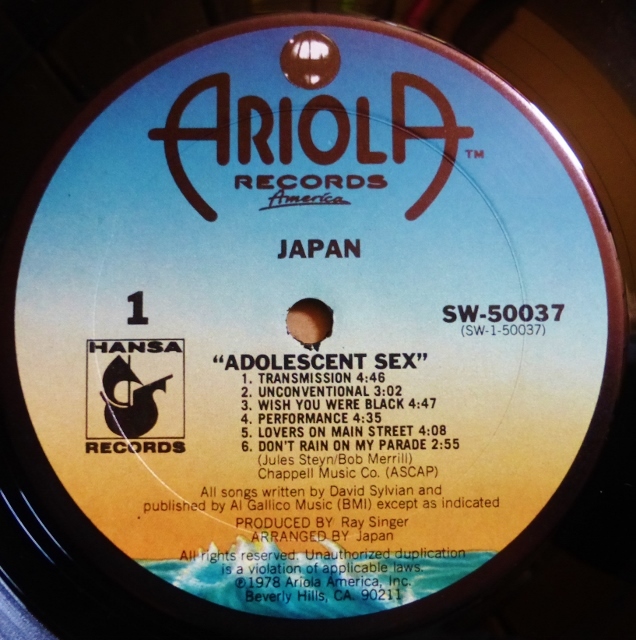 ARIOLA™
RECORDS
America
JAPAN
1
SW-50037
(SW-1-50037)
HANSA
RECORDS
“ADOLESCENT SEX”
1. TRANSMISSION 4:46
2. UNCONVENTIONAL 3:02
3. WISH YOU WERE BLACK 4:47
4. PERFORMANCE 4:35
5. LOVERS ON MAIN STREET 4:08
6. DON'T RAIN ON MY PARADE 2:55
(Jules Steyn/Bob Merrill)
Chappell Music Co. (ASCAP)
All songs written by David Sylvian and
published by Al Gallico Music (BMI) except as indicated
PRODUCED BY Ray Singer
ARRANGED BY Japan
All rights reserved. Unauthorized duplication
is a violation of applicable laws.
℗1978 Ariola America, Inc.
Beverly Hills, CA. 90211